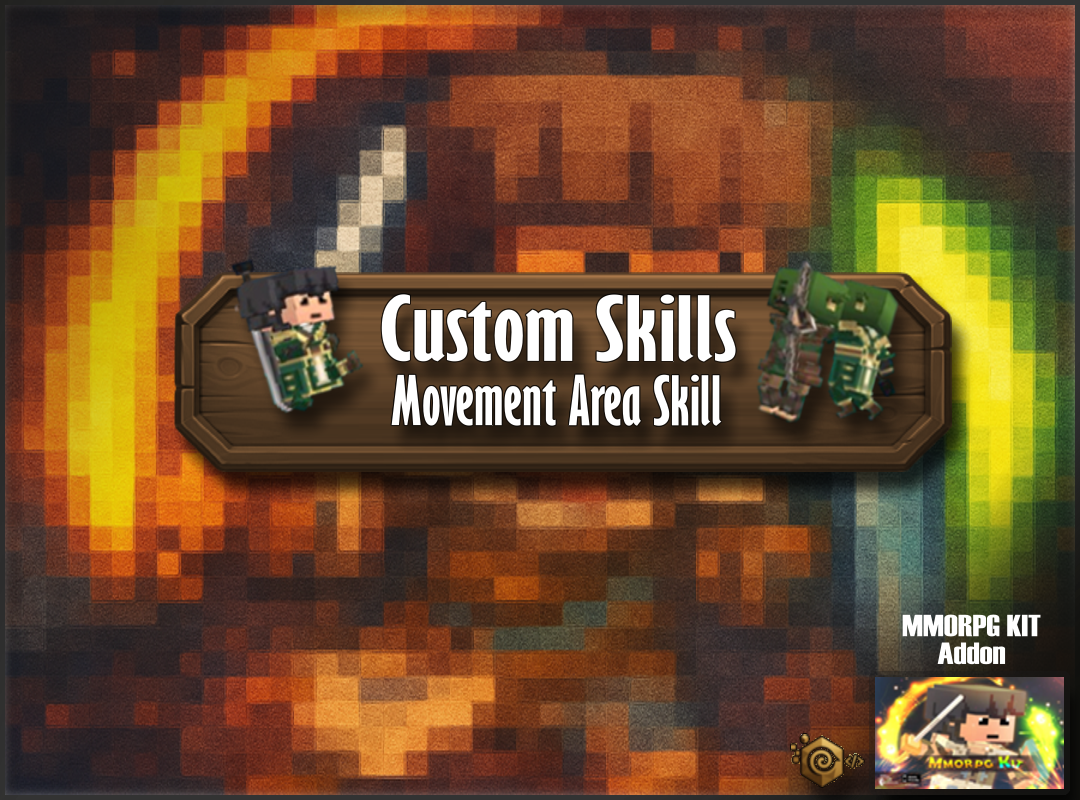 Custom Skills
Movement Area Skill
MMORPG KIT
Addon
MMORPG KIT